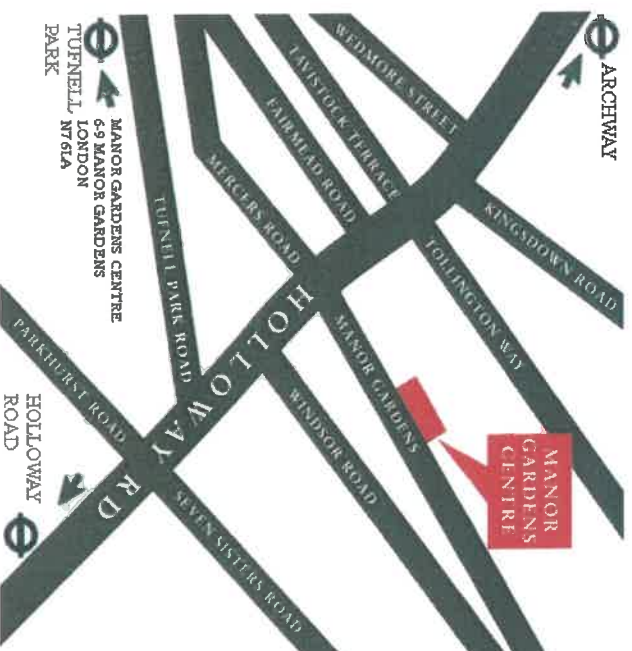 ARCHWAY
WEDMORE STREET
TAVISTOCK TERRACE
FAIRMEAD ROAD
MERCERS ROAD
TUFNELL PARK ROAD
KINGSDOWN ROAD
TOLLINGTON WAY
MANOR GARDENS
WINDSOR ROAD
HOLLOWAY RD
PARKHURST ROAD
SEVEN SISTERS ROAD
MANOR
GARDENS
CENTRE
TUFNELL
PARK
MANOR GARDENS CENTRE
6-9 MANOR GARDENS
LONDON
N76LA
HOLLOWAY
ROAD